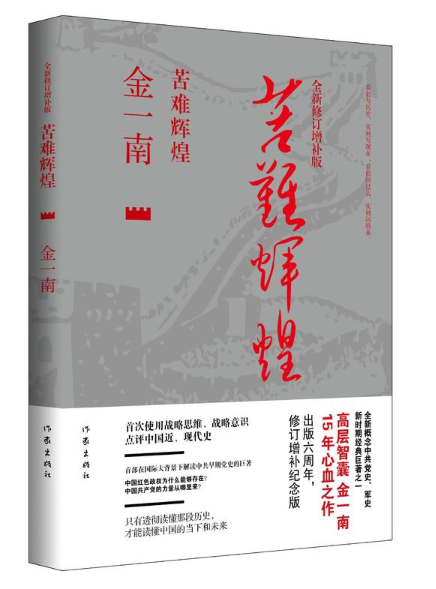 全新修订增补版
苦难辉煌
金一南
作家出版社
苦难辉煌
金一南
苦難輝煌
全新修订增补版
首次使用战略思维、战略意识
点评中国近、现代史
首部在国际大背景下解读中共早期党史的巨著
中国红色政权为什么能够存在?
中国共产党的力量从哪里来?
只有透彻读懂那段历史,
才能读懂中国的当下和未来
作家出版社
全新概念中共党史、军史
新时期经典巨著之一
高层智囊 金一南
15年心血之作
出版六周年,
修订增补纪念版